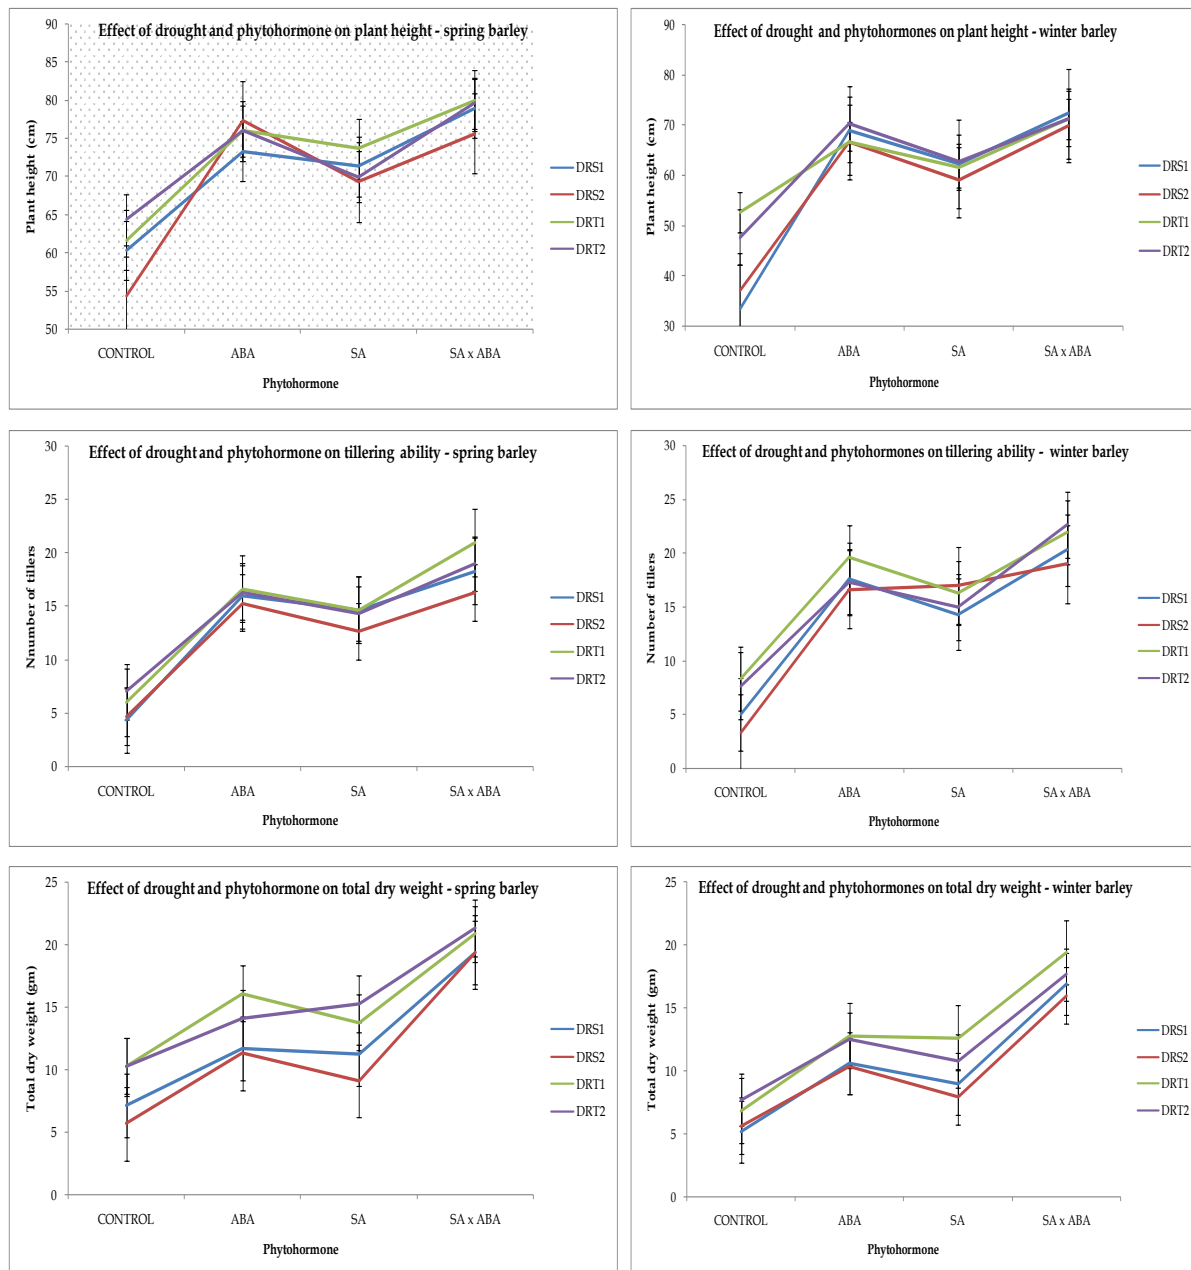 Effect of drought and phytohormone on plant height - spring barley
90
85
80
75
70
65
60
55
50
Plant height (cm)
CONTROL ABA SA SA x ABA
Phytohormone
DRS1
DRS2
DRT1
DRT2
Effect of drought and phytohormones on plant height - winter barley
90
80
70
60
50
40
30
Plant height (cm)
CONTROL ABA SA SA x ABA
Phytohormone
DRS1
DRS2
DRT1
DRT2
Effect of drought and phytohormone on tillering ability - spring barley
30
25
20
15
10
5
0
Nnumber of tillers
CONTROL ABA SA SA x ABA
Phytohormone
DRS1
DRS2
DRT1
DRT2
Effect of drought and phytohormones on tillering ability - winter barley
30
25
20
15
10
5
0
Number of tillers
CONTROL ABA SA SA x ABA
Phytohormone
DRS1
DRS2
DRT1
DRT2
Effect of drought and phytohormone on total dry weight - spring barley
25
20
15
10
5
0
Total dry weight (gm)
CONTROL ABA SA SA x ABA
Phytohormone
DRS1
DRS2
DRT1
DRT2
Effect of drought and phytohormones on total dry weight - winter barley
25
20
15
10
5
0
Total dry weight (gm)
CONTROL ABA SA SA x ABA
Phytohormone
DRS1
DRS2
DRT1
DRT2